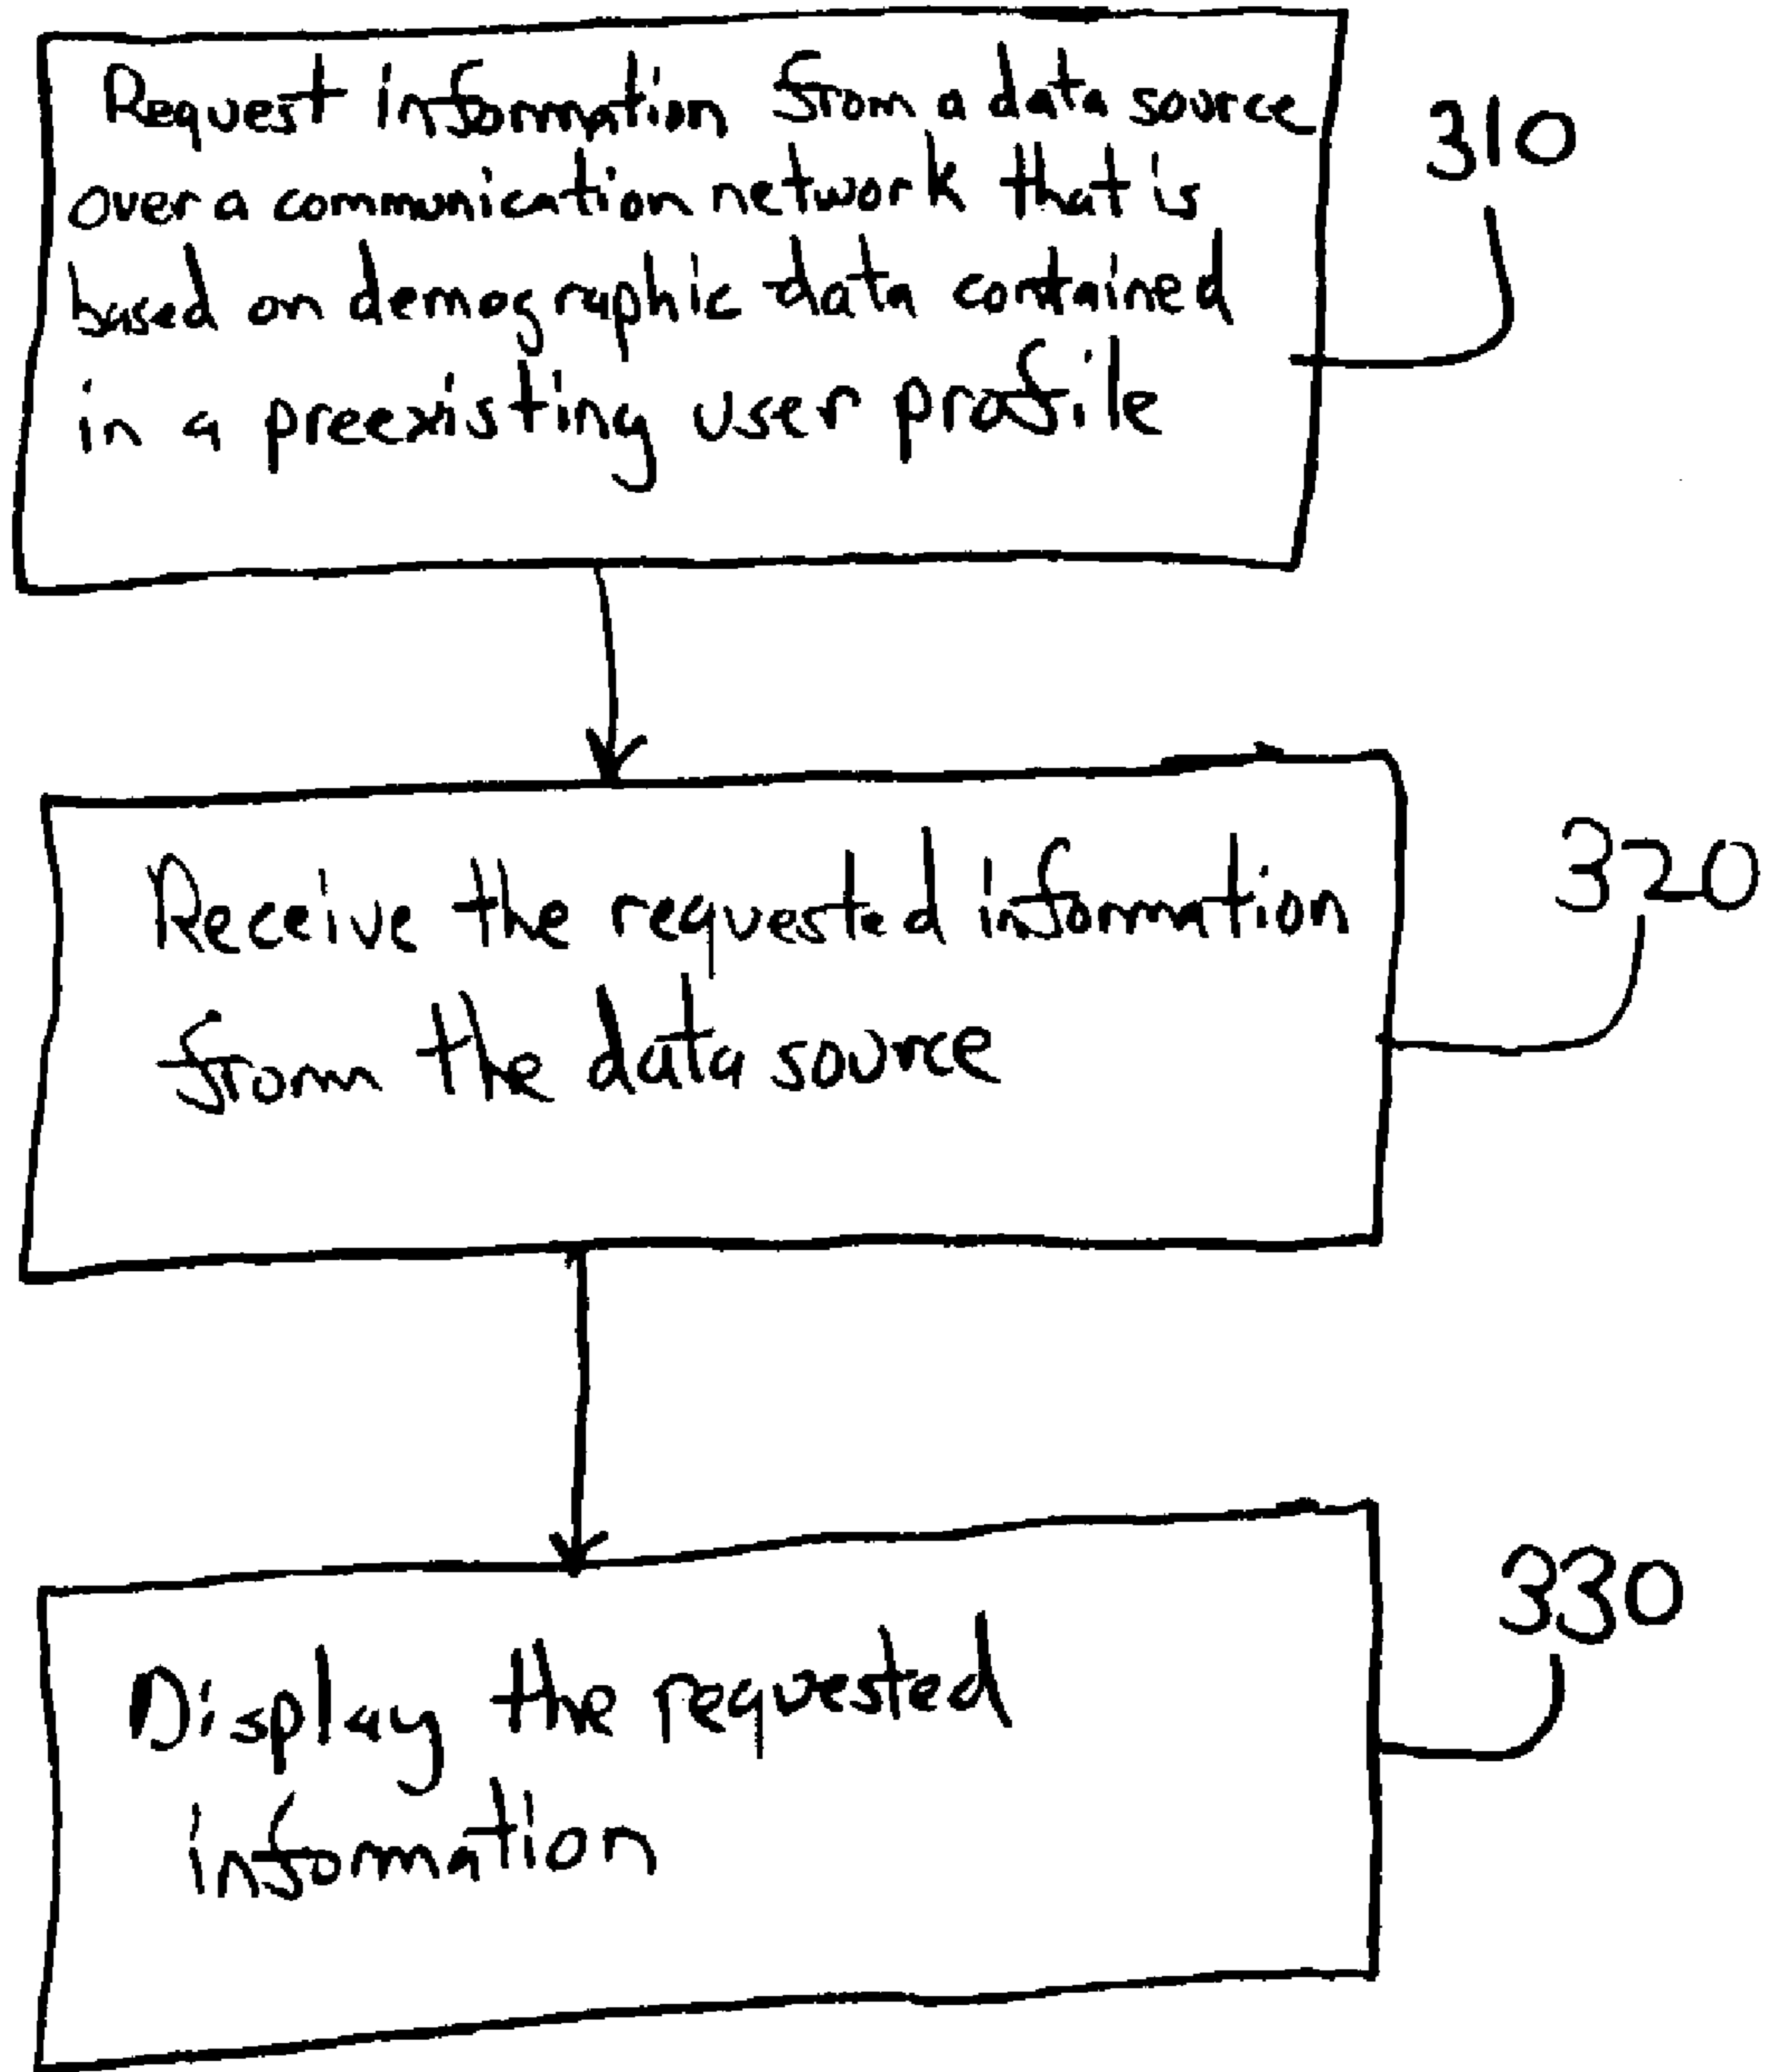 Request information from a data source
over a communication network that is
based on demographic data contained
in a preexisting user profile
310
Receive the requested information
from the data source
320
Display the requested
information
330